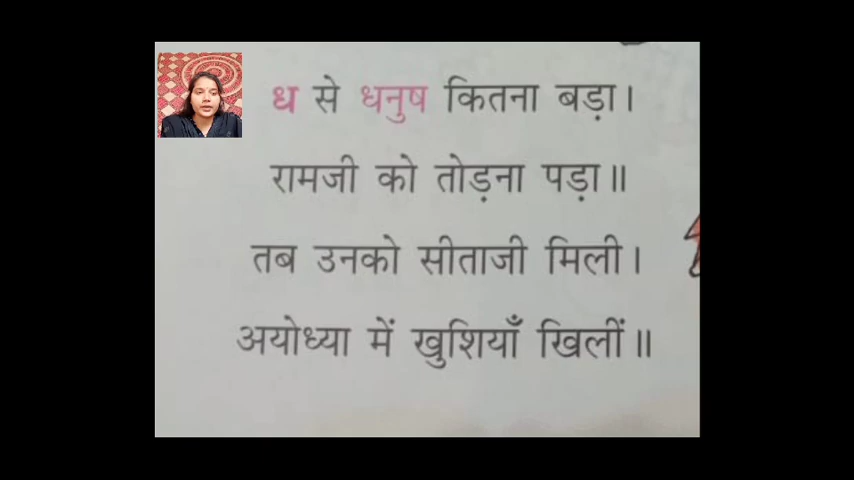 ध से धनुष कितना बड़ा।
रामजी को तोड़ना पड़ा॥
तब उनको सीताजी मिली।
अयोध्या में खुशियाँ खिलीं॥